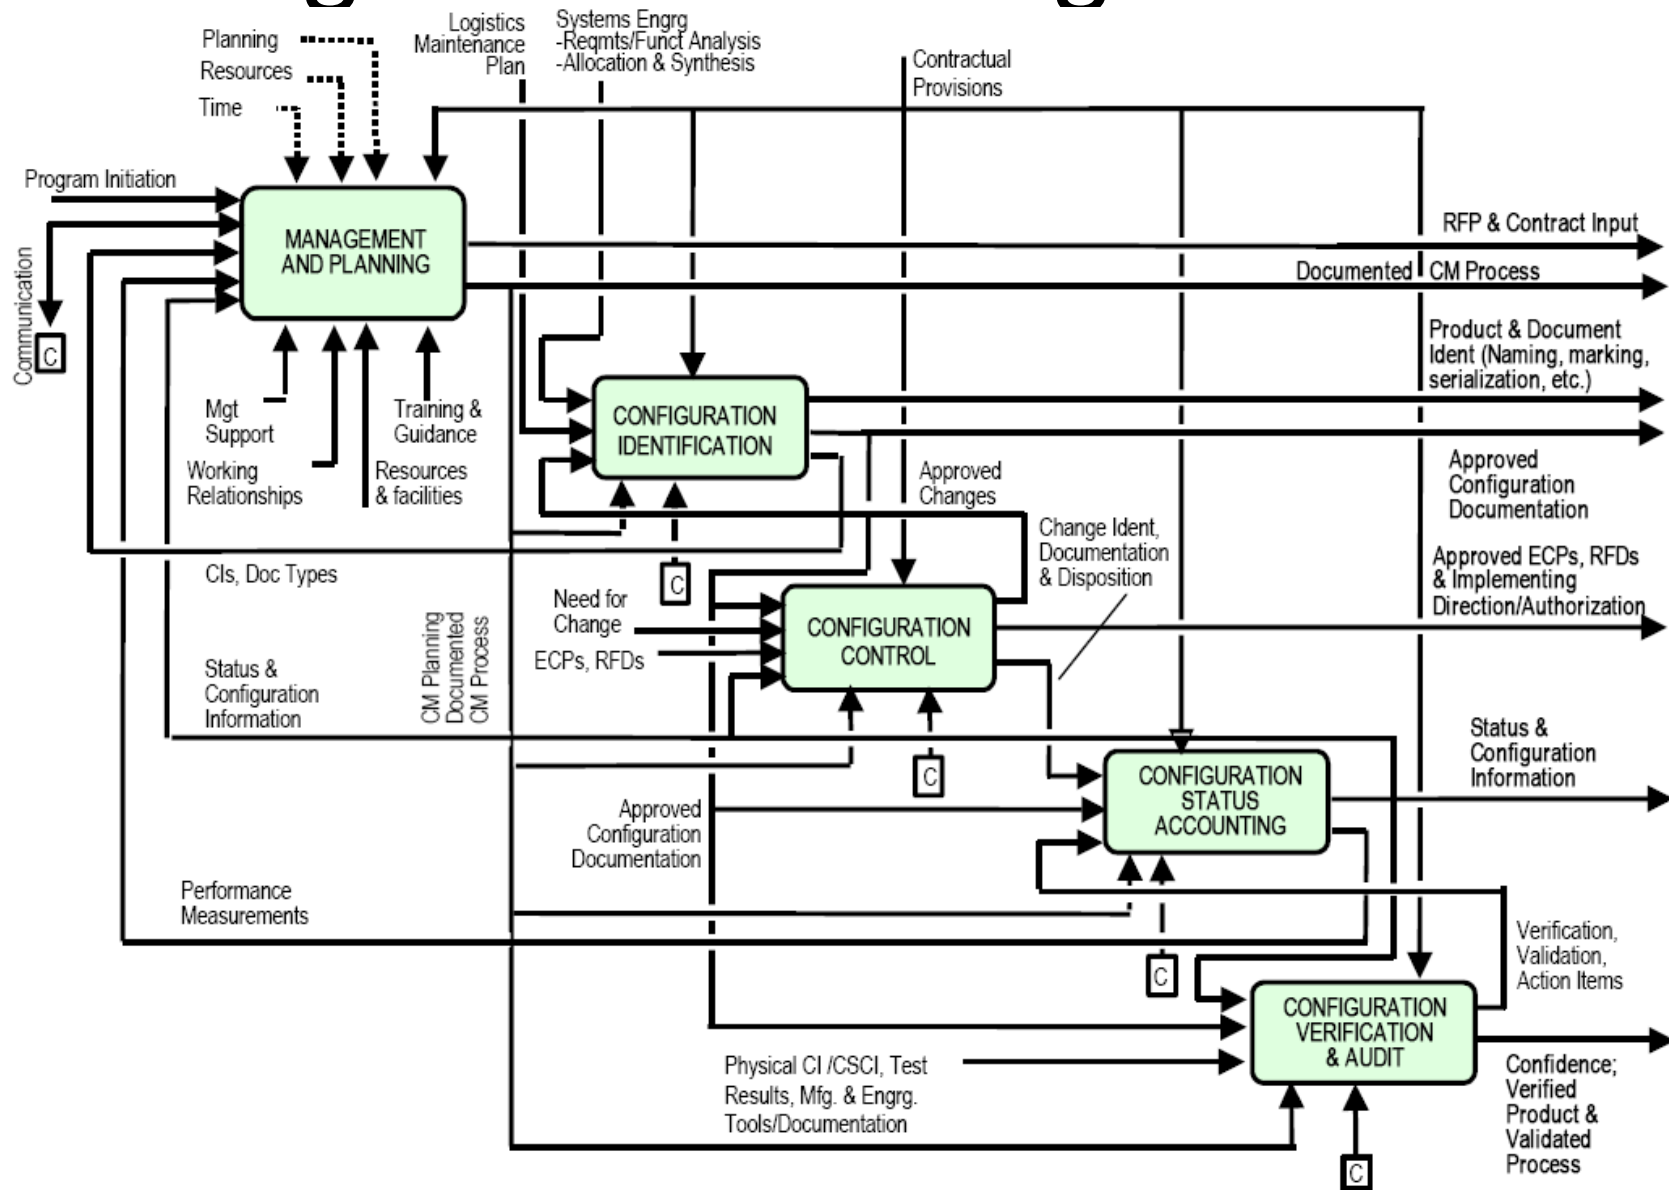 Planning
Resources
Time
Logistics
Maintenance
Plan
Systems Engrg
-Reqmts/Funct Analysis
-Allocation & Synthesis
Contractual
Provisions
Program Initiation
Communication
C
MANAGEMENT
AND PLANNING
RFP & Contract Input
Documented CM Process
Product & Document
Ident (Naming, marking,
serialization, etc.)
Mgt
Support
Training &
Guidance
Working
Relationships
Resources
& facilities
CONFIGURATION
IDENTIFICATION
Approved
Configuration
Documentation
Approved
Changes
Change Ident,
Documentation
& Disposition
CIs, Doc Types
C
Approved ECPs, RFDs
& Implementing
Direction/Authorization
Need for
Change
ECPs, RFDs
CONFIGURATION
CONTROL
CM Planning
Documented
CM Process
Status &
Configuration
Information
C
Status &
Configuration
Information
CONFIGURATION
STATUS
ACCOUNTING
Approved
Configuration
Documentation
Performance
Measurements
C
Verification,
Validation,
Action Items
CONFIGURATION
VERIFICATION
& AUDIT
Physical CI /CSCI, Test
Results, Mfg. & Engrg.
Tools/Documentation
Confidence;
Verified
Product &
Validated
Process
C